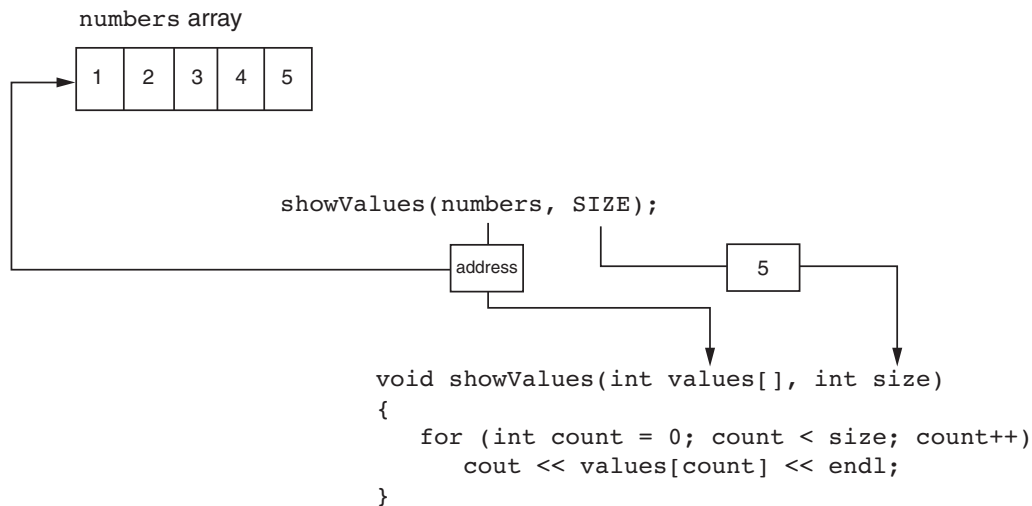 numbers array
1 2 3 4 5
showValues(numbers, SIZE);
address
5
void showValues(int values[], int size)
{
   for (int count = 0; count < size; count++)
      cout << values[count] << endl;
}